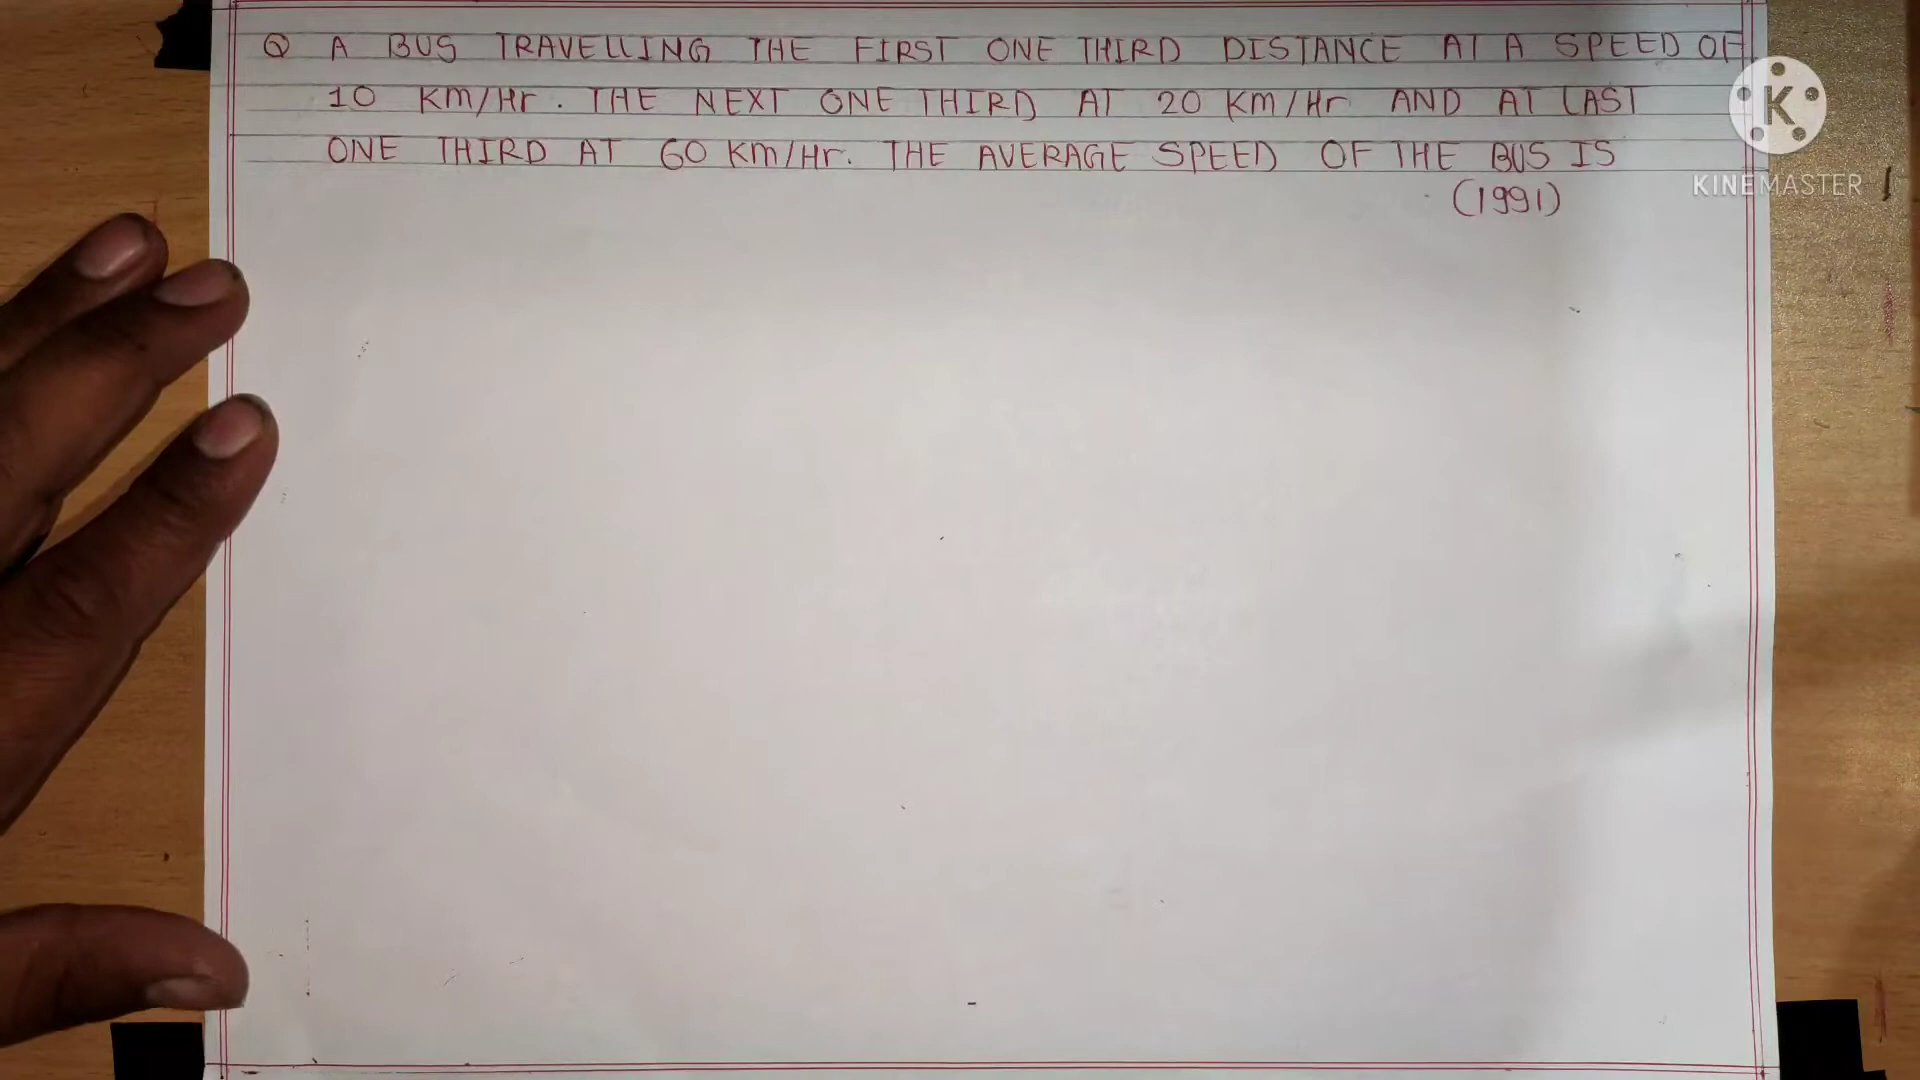 Q A BUS TRAVELLING THE FIRST ONE THIRD DISTANCE AT A SPEED OF
10 Km/Hr. THE NEXT ONE THIRD AT 20 Km/Hr AND AT LAST
ONE THIRD AT 60 Km/Hr. THE AVERAGE SPEED OF THE BUS IS
(1991)
K
KINEMASTER